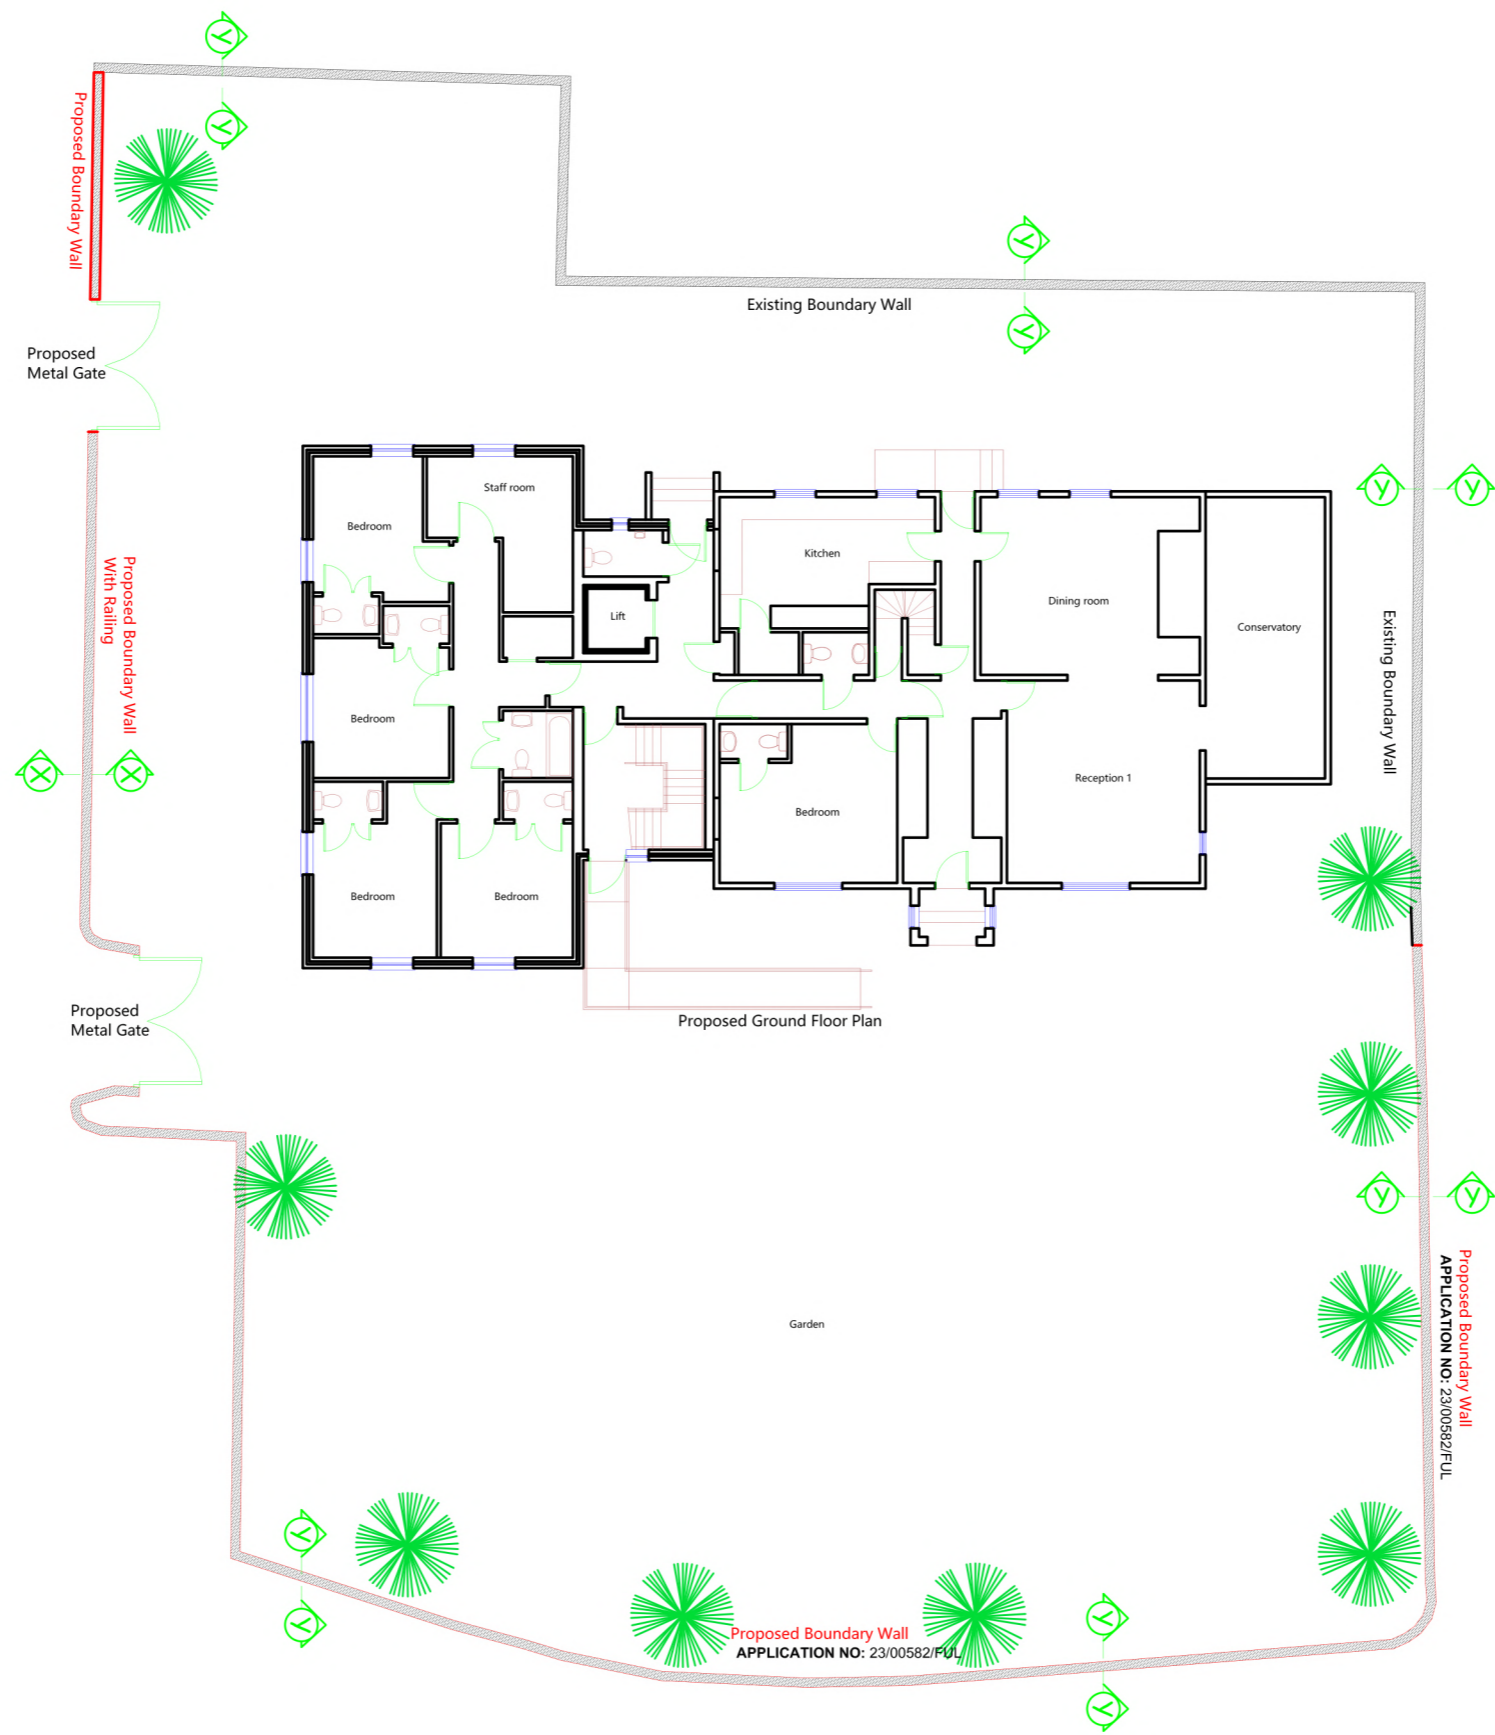 y
y
Proposed Boundary Wall
y
Existing Boundary Wall
y
Proposed
Metal Gate
Staff room
Bedroom
y
y
Kitchen
Proposed Boundary Wall
With Railing
Dining room
Lift
Conservatory
Existing Boundary Wall
Bedroom
X
X
Reception 1
Bedroom
Bedroom
Bedroom
Proposed
Metal Gate
Proposed Ground Floor Plan
y
y
Proposed Boundary Wall
APPLICATION NO: 23/00582/FUL
Garden
y
y
y
Proposed Boundary Wall
APPLICATION NO: 23/00582/FUL
y